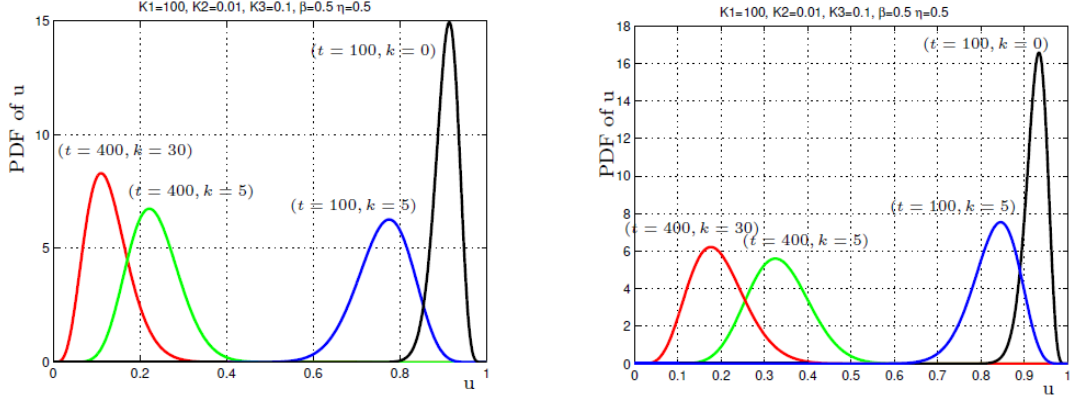 K1=100, K2=0.01, K3=0.1, β=0.5 η=0.5
PDF of u
15
10
5
0
(t = 100, k = 0)
(t = 400, k = 30)
(t = 400, k = 5)
(t = 100, k = 5)
0 0.2 0.4 0.6 0.8 1
u
K1=100, K2=0.01, K3=0.1, β=0.5 η=0.5
PDF of u
18
16
14
12
10
8
6
4
2
0
(t = 100, k = 0)
(t = 100, k = 5)
(t = 400, k = 30)
(t = 400, k = 5)
0 0.1 0.2 0.3 0.4 0.5 0.6 0.7 0.8 0.9 1
u